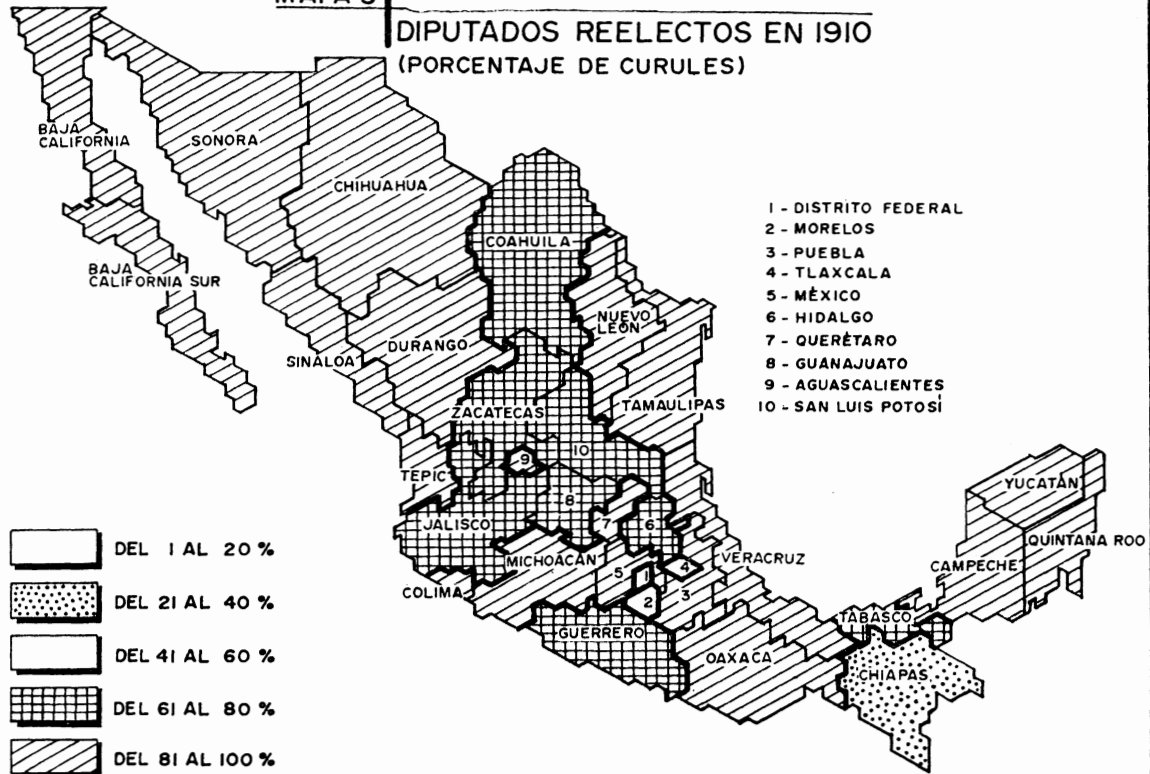 DIPUTADOS REELECTOS EN 1910
(PORCENTAJE DE CURULES)
BAJA
CALIFORNIA
SONORA
CHIHUAHUA
COAHUILA
BAJA
CALIFORNIA SUR
NUEVO
LEÓN
DURANGO
SINALOA
ZACATECAS
TAMAULIPAS
TEPIC
JALISCO
MICHOACÁN
COLIMA
GUERRERO
VERACRUZ
OAXACA
TABASCO
CHIAPAS
CAMPECHE
YUCATÁN
QUINTANA ROO
9
10
8
7
6
5
1
4
2
3
1 - DISTRITO FEDERAL
2 - MORELOS
3 - PUEBLA
4 - TLAXCALA
5 - MÉXICO
6 - HIDALGO
7 - QUERÉTARO
8 - GUANAJUATO
9 - AGUASCALIENTES
10 - SAN LUIS POTOSÍ
DEL 1 AL 20 %
DEL 21 AL 40 %
DEL 41 AL 60 %
DEL 61 AL 80 %
DEL 81 AL 100 %